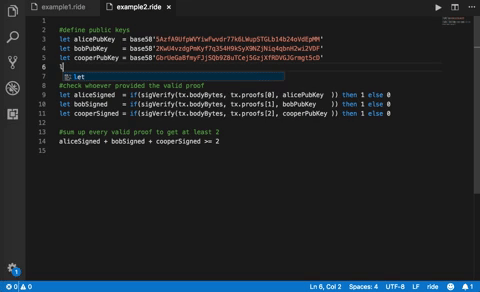 example1.ride
example2.ride
1
2 #define public keys
3 let alicePubKey = base58'5AzfA9UfpWVYiwFwvdr77k6LWupSTGLb14b24oVdEpMM'
4 let bobPubKey = base58'2KwU4vzdgPmKyf7q354H9kSyX9NZjNiq4qbnH2wi2VDF'
5 let cooperPubKey = base58'GbrUeGaBfmyFJjSQb9Z8uTCej5GzjXfRDVGJGrmgt5cD'
6 l
7 let
8
9 #check whoever provided the valid proof
let aliceSigned = if(sigVerify(tx.bodyBytes, tx.proofs[0], alicePubKey )) then 1 else 0
10 let bobSigned = if(sigVerify(tx.bodyBytes, tx.proofs[1], bobPubKey )) then 1 else 0
11 let cooperSigned = if(sigVerify(tx.bodyBytes, tx.proofs[2], cooperPubKey )) then 1 else 0
12
13 #sum up every valid proof to get at least 2
14 aliceSigned + bobSigned + cooperSigned >= 2
15
1
0 0
Ln 6, Col 2
Spaces: 4
UTF-8
LF
ride
1